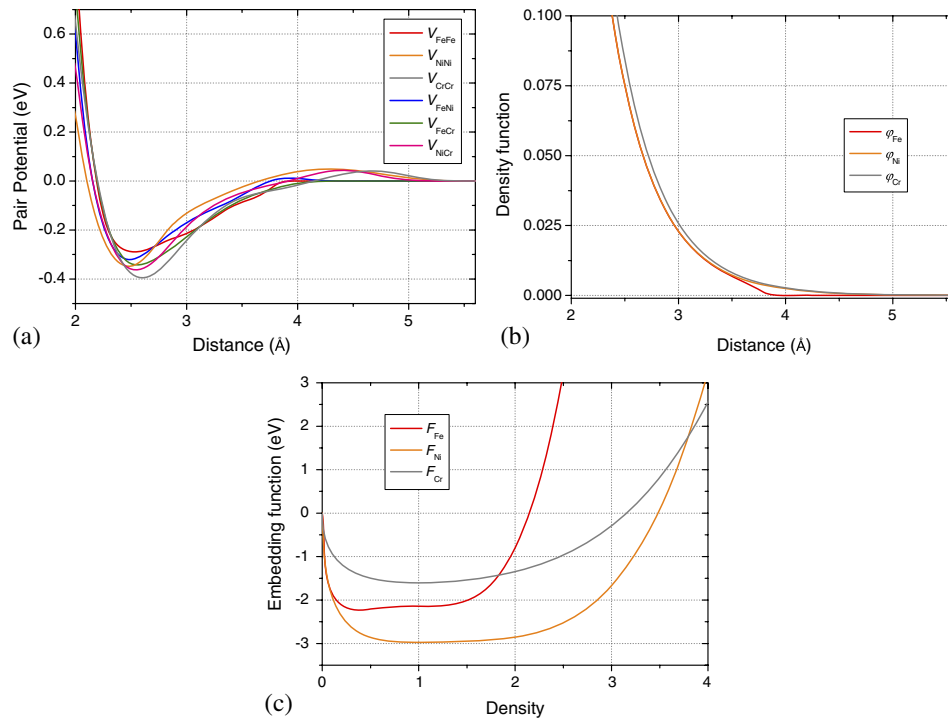 0.6
0.4
0.2
0.0
-0.2
-0.4
Pair Potential (eV)
V_FeFe
V_NiNi
V_CrCr
V_FeNi
V_FeCr
V_NiCr
2 3 4 5
Distance (Å)
(a)
0.100
0.075
0.050
0.025
0.000
Density function
φ_Fe
φ_Ni
φ_Cr
2 3 4 5
Distance (Å)
(b)
3
2
1
0
-1
-2
-3
Embedding function (eV)
F_Fe
F_Ni
F_Cr
0 1 2 3 4
Density
(c)